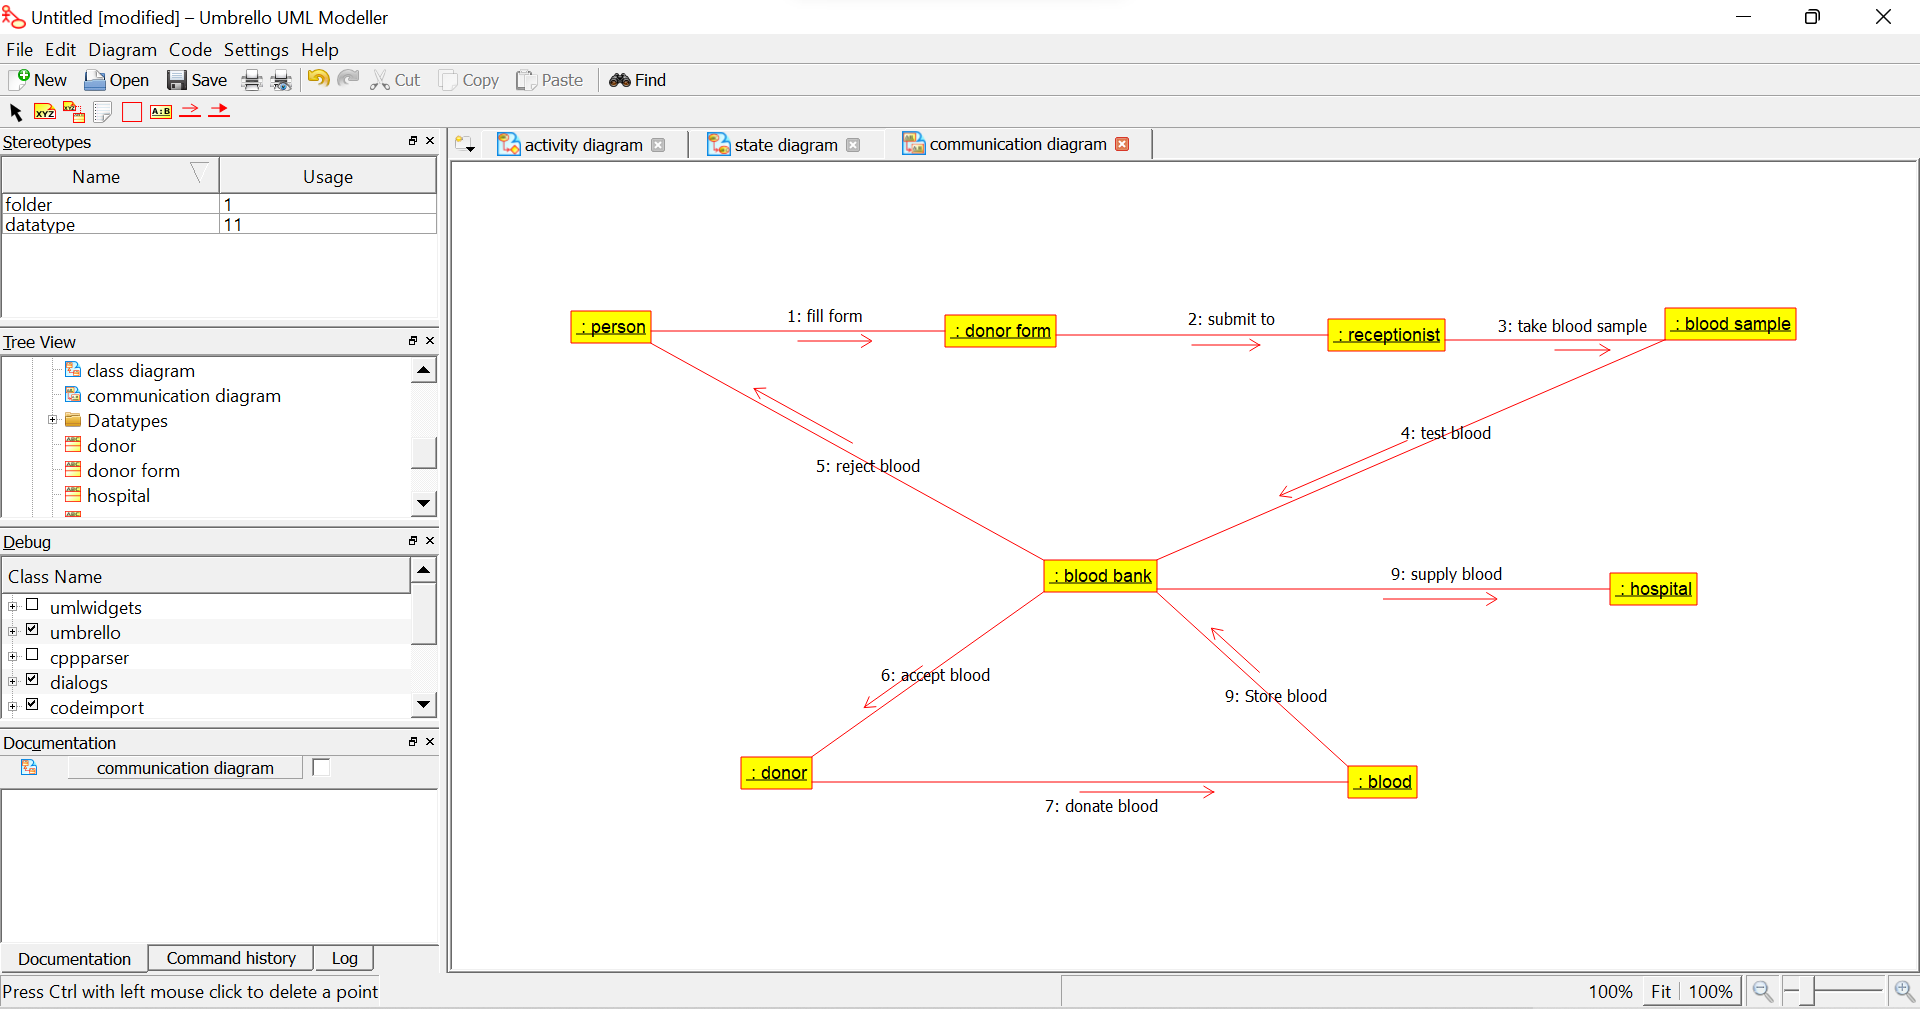 Untitled [modified] – Umbrello UML Modeller
File Edit Diagram Code Settings Help
New Open Save Cut Copy Paste Find
XYZ XYZ A:B
Stereotypes
Name Usage
folder 1
datatype 11
Tree View
class diagram
communication diagram
Datatypes
donor
donor form
hospital
Debug
Class Name
umlwidgets
umbrello
cppparser
dialogs
codeimport
Documentation
communication diagram
Documentation Command history Log
Press Ctrl with left mouse click to delete a point
activity diagram state diagram communication diagram
: person
1: fill form
: donor form
2: submit to
: receptionist
3: take blood sample
: blood sample
4: test blood
5: reject blood
: blood bank
9: supply blood
: hospital
6: accept blood
9: Store blood
: donor
7: donate blood
: blood
100% Fit 100%